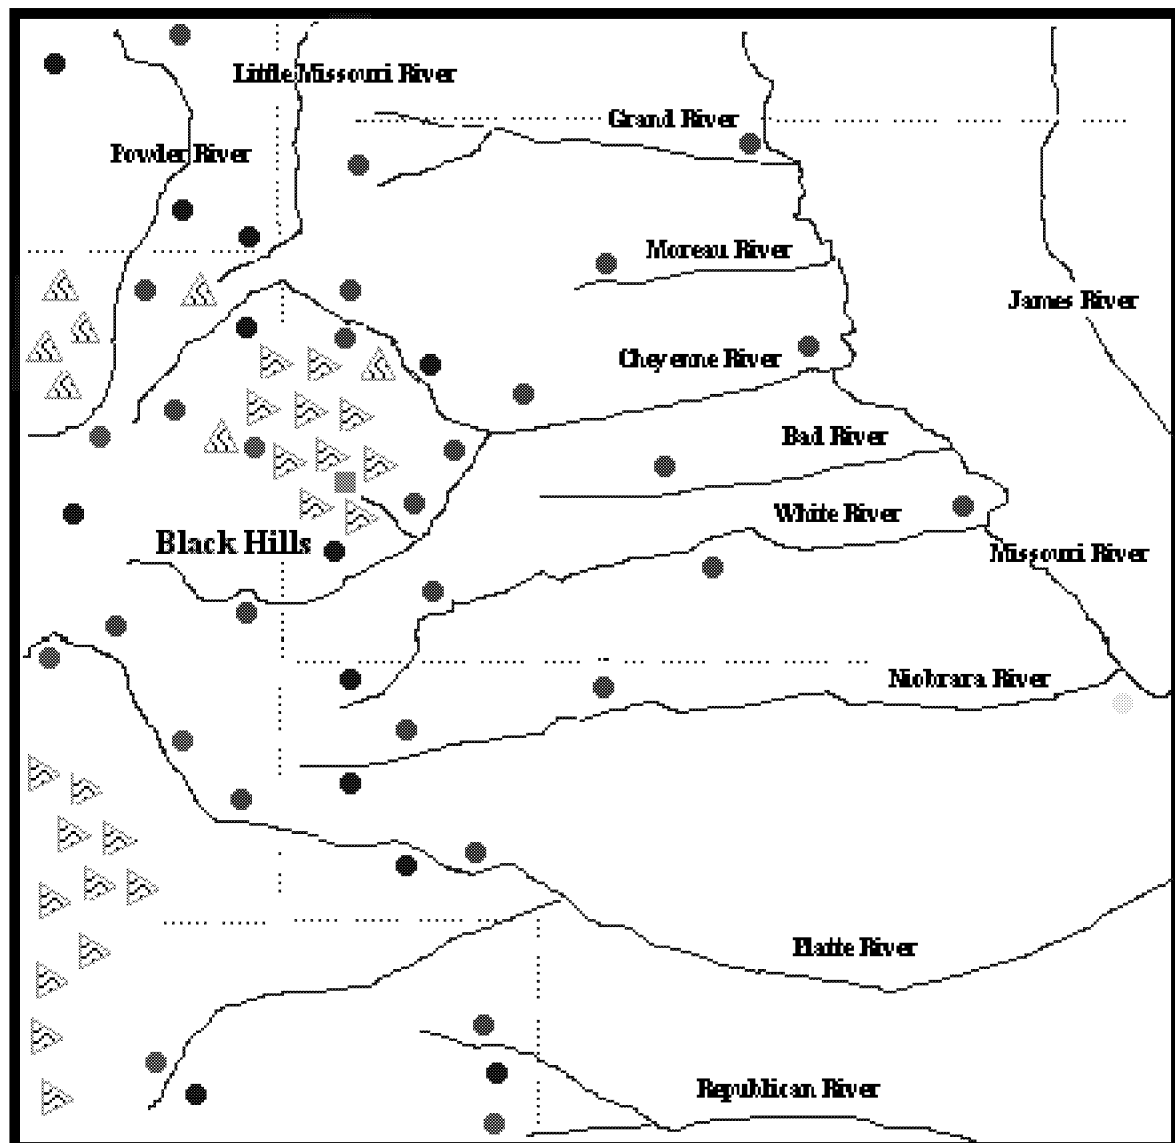 Little Missouri River
Grand River
Powder River
Moreau River
James River
Cheyenne River
Bad River
White River
Black Hills
Missouri River
Niobrara River
Platte River
Republican River